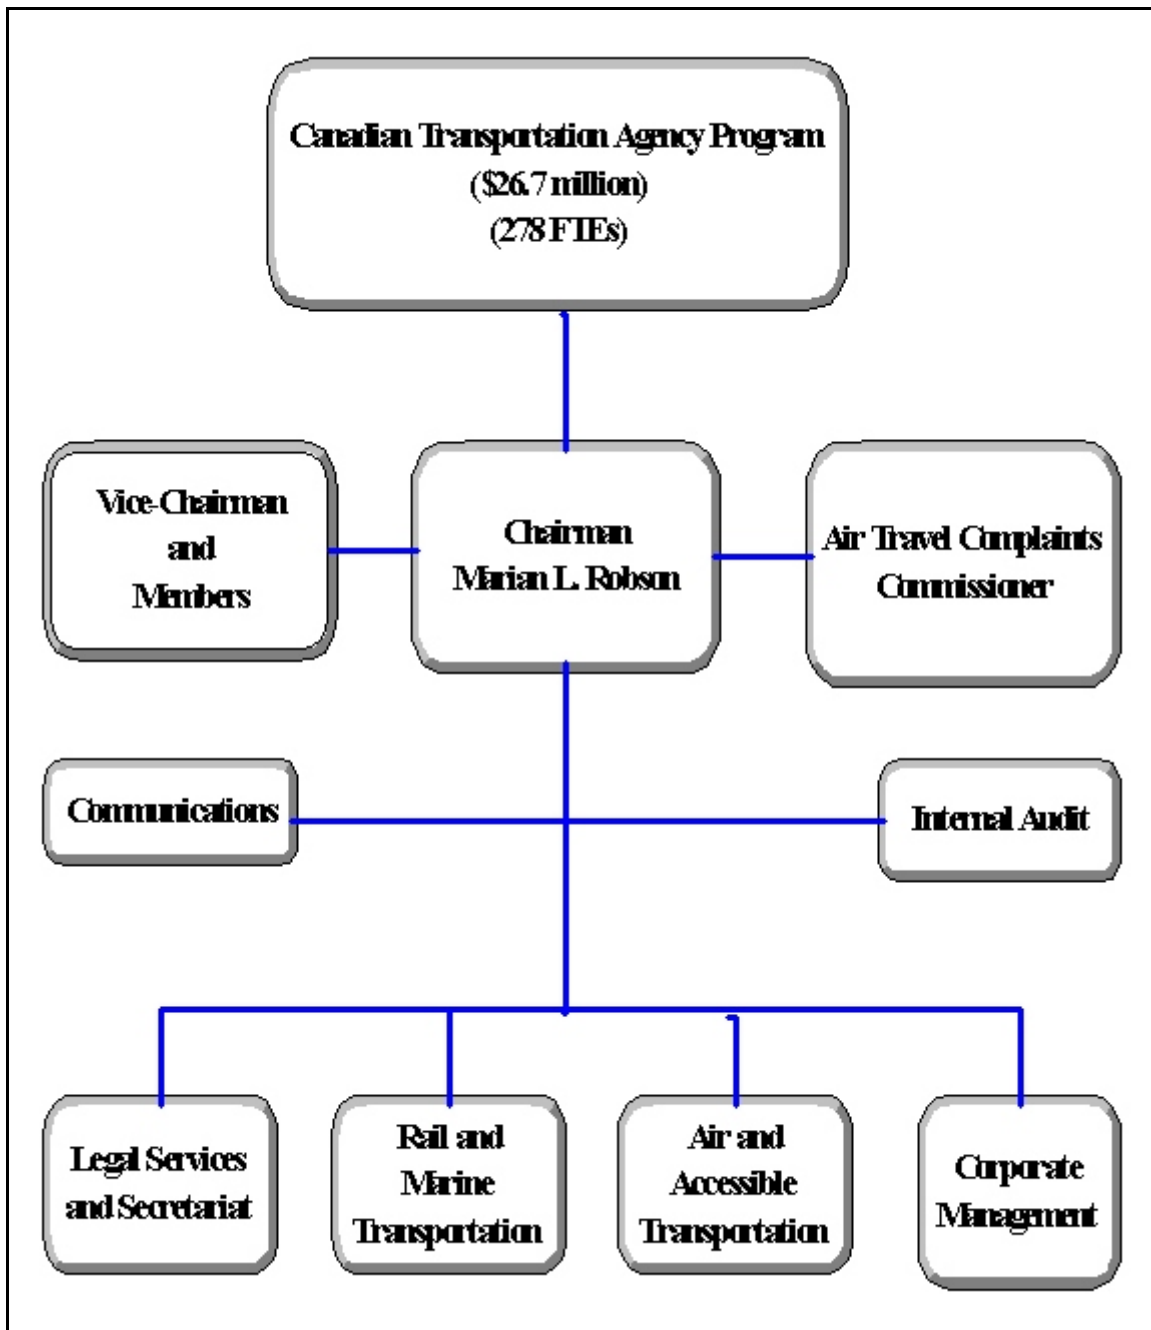 Canadian Transportation Agency Program
($26.7 million)
(278 FTEs)
Vice-Chairman
and
Members
Chairman
Marian L. Robson
Air Travel Complaints
Commissioner
Communications
Internal Audit
Legal Services
and Secretariat
Rail and
Marine
Transportation
Air and
Accessible
Transportation
Corporate
Management